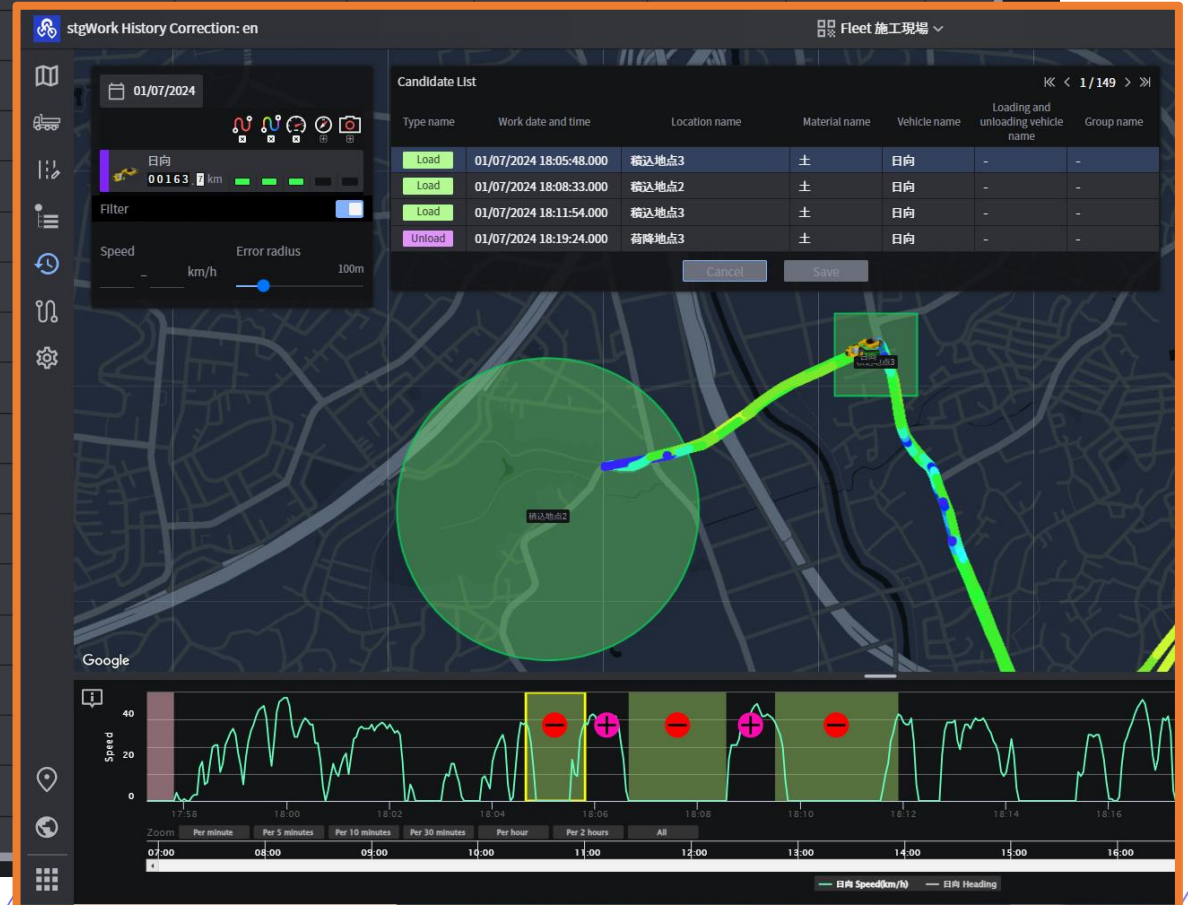 stgWork History Correction: en
Fleet 施工現場
01/07/2024
日向
00163.7 km
Filter
Speed
Error radius
– km/h
100m
Candidate List
1 / 149
Type name Work date and time Location name Material name Vehicle name Loading and unloading vehicle name Group name
Load 01/07/2024 18:05:48.000 積込地点3 土 日向 - -
Load 01/07/2024 18:08:33.000 積込地点2 土 日向 - -
Load 01/07/2024 18:11:54.000 積込地点3 土 日向 - -
Unload 01/07/2024 18:19:24.000 荷降地点3 土 日向 - -
Cancel Save
日向
積込地点3
積込地点2
Google
Speed
40
20
0
17:58 18:00 18:02 18:04 18:06 18:08 18:10 18:12 18:14 18:16
Zoom Per minute Per 5 minutes Per 10 minutes Per 30 minutes Per hour Per 2 hours All
07:00 08:00 09:00 10:00 11:00 12:00 13:00 14:00 15:00 16:00
日向 Speed(km/h) 日向 Heading